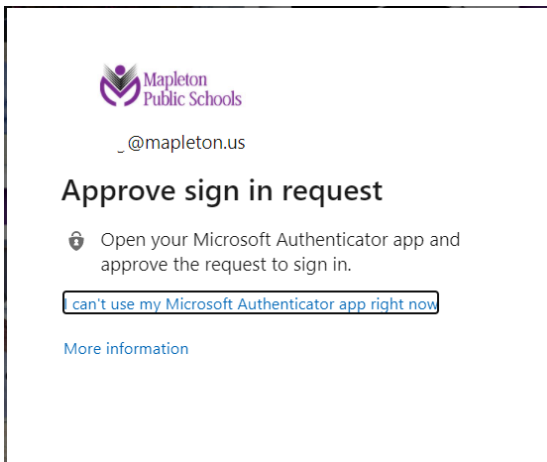 Mapleton
Public Schools
@mapleton.us
Approve sign in request
Open your Microsoft Authenticator app and
approve the request to sign in.
I can't use my Microsoft Authenticator app right now
More information